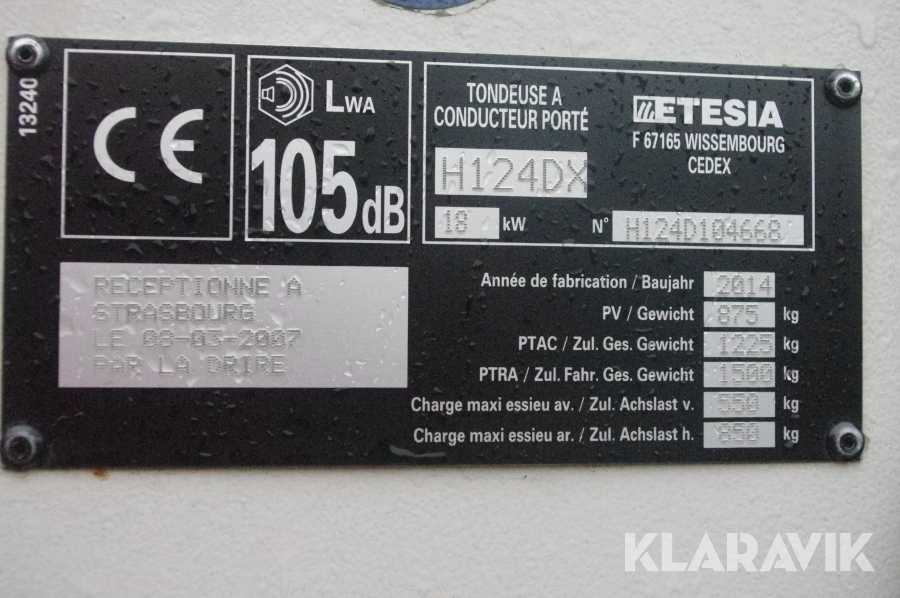 13240
CE
LWA
105 dB
TONDEUSE A
CONDUCTEUR PORTÉ
H124DX
18 kW
ETESIA
F 67165 WISSEMBOURG
CEDEX
N° H124D104668
RECEPTIONNE A
STRASBOURG
LE 08-03-2007
PAR LA DRIRE
Année de fabrication / Baujahr 2014
PV / Gewicht 875 kg
PTAC / Zul. Ges. Gewicht 1225 kg
PTRA / Zul. Fahr. Ges. Gewicht 1500 kg
Charge maxi essieu av. / Zul. Achslast v. 550 kg
Charge maxi essieu ar. / Zul. Achslast h. 850 kg
KLARAVIK